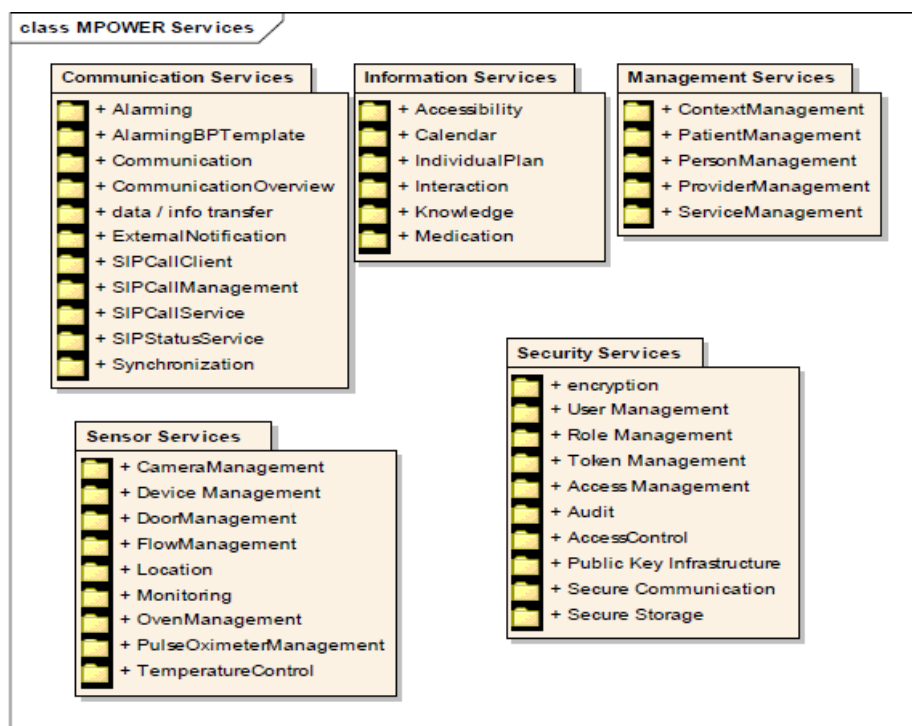 class MPOWER Services
Communication Services
+ Alarming
+ AlarmingBPTemplate
+ Communication
+ CommunicationOverview
+ data / info transfer
+ ExternalNotification
+ SIPCallClient
+ SIPCallManagement
+ SIPCallService
+ SIPStatusService
+ Synchronization
Information Services
+ Accessibility
+ Calendar
+ IndividualPlan
+ Interaction
+ Knowledge
+ Medication
Management Services
+ ContextManagement
+ PatientManagement
+ PersonManagement
+ ProviderManagement
+ ServiceManagement
Sensor Services
+ CameraManagement
+ Device Management
+ DoorManagement
+ FlowManagement
+ Location
+ Monitoring
+ OvenManagement
+ PulseOximeterManagement
+ TemperatureControl
Security Services
+ encryption
+ User Management
+ Role Management
+ Token Management
+ Access Management
+ Audit
+ AccessControl
+ Public Key Infrastructure
+ Secure Communication
+ Secure Storage